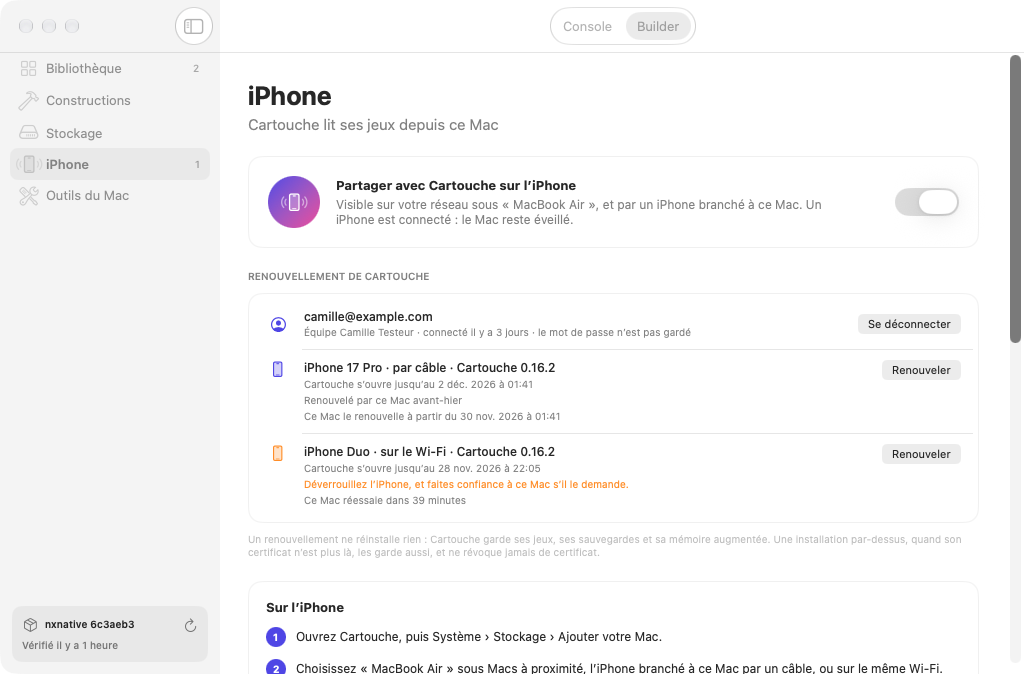 Console
Builder
Bibliothèque 2
Constructions
Stockage
iPhone 1
Outils du Mac
nxnative 6c3aeb3
Vérifié il y a 1 heure
iPhone
Cartouche lit ses jeux depuis ce Mac
Partager avec Cartouche sur l’iPhone
Visible sur votre réseau sous « MacBook Air », et par un iPhone branché à ce Mac. Un
iPhone est connecté : le Mac reste éveillé.
RENOUVELLEMENT DE CARTOUCHE
camille@example.com
Équipe Camille Testeur · connecté il y a 3 jours · le mot de passe n’est pas gardé
Se déconnecter
iPhone 17 Pro · par câble · Cartouche 0.16.2
Cartouche s’ouvre jusqu’au 2 déc. 2026 à 01:41
Renouvelé par ce Mac avant-hier
Ce Mac le renouvelle à partir du 30 nov. 2026 à 01:41
Renouveler
iPhone Duo · sur le Wi-Fi · Cartouche 0.16.2
Cartouche s’ouvre jusqu’au 28 nov. 2026 à 22:05
Déverrouillez l’iPhone, et faites confiance à ce Mac s’il le demande.
Ce Mac réessaie dans 39 minutes
Renouveler
Un renouvellement ne réinstalle rien : Cartouche garde ses jeux, ses sauvegardes et sa mémoire augmentée. Une installation par-dessus, quand son
certificat n’est plus là, les garde aussi, et ne révoque jamais de certificat.
Sur l’iPhone
1 Ouvrez Cartouche, puis Système › Stockage › Ajouter votre Mac.
2 Choisissez « MacBook Air » sous Macs à proximité, l’iPhone branché à ce Mac par un câble, ou sur le même Wi-Fi.